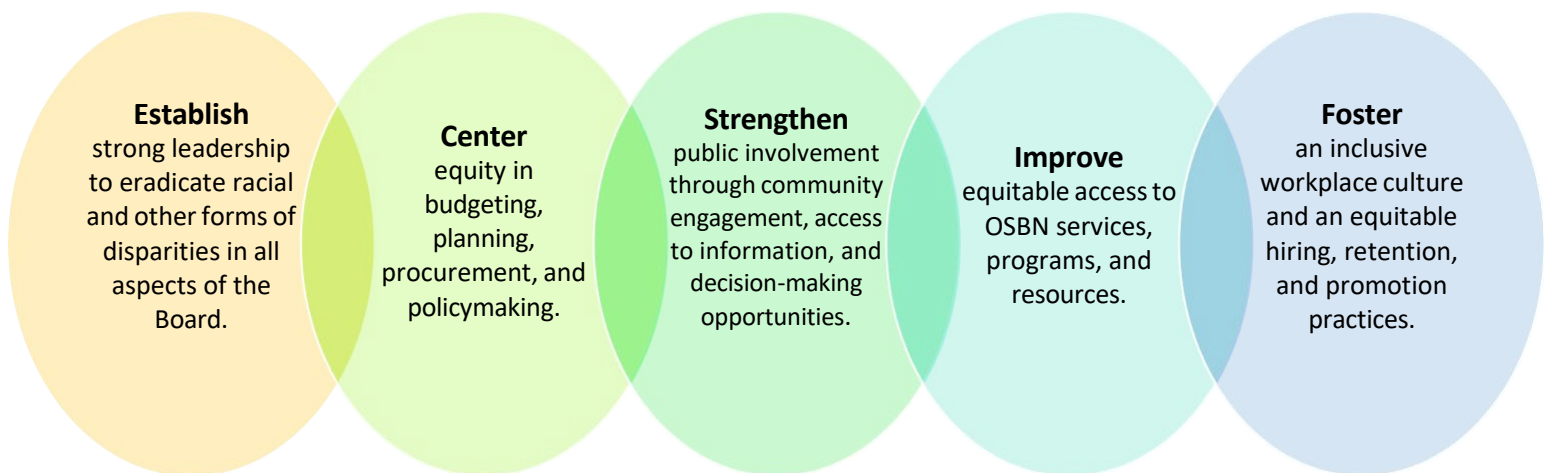 Establish
strong leadership
to eradicate racial
and other forms of
disparities in all
aspects of the
Board.
Center
equity in
budgeting,
planning,
procurement, and
policymaking.
Strengthen
public involvement
through community
engagement, access
to information, and
decision-making
opportunities.
Improve
equitable access to
OSBN services,
programs, and
resources.
Foster
an inclusive
workplace culture
and an equitable
hiring, retention,
and promotion
practices.